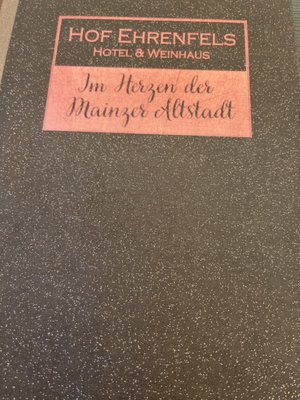 HOF EHRENFELS
HOTEL & WEINHAUS
Im Herzen der
Mainzer Altstadt